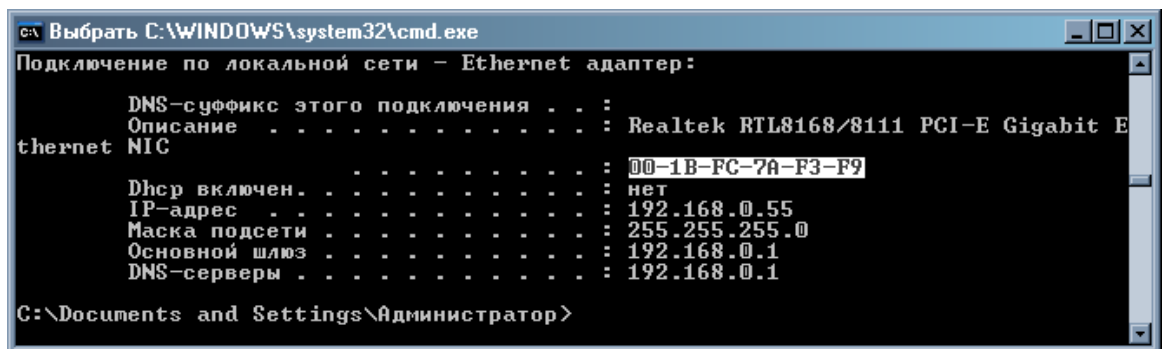 Выбрать C:\WINDOWS\system32\cmd.exe
Подключение по локальной сети - Ethernet адаптер:
DNS-суффикс этого подключения . . :
Описание . . . . . . . . . . . . : Realtek RTL8168/8111 PCI-E Gigabit E
thernet NIC
. . . . . . . . . : 00-1B-FC-7A-F3-F9
Dhcp включен. . . . . . . . . . . : нет
IP-адрес . . . . . . . . . . . . : 192.168.0.55
Маска подсети . . . . . . . . . . : 255.255.255.0
Основной шлюз . . . . . . . . . . : 192.168.0.1
DNS-серверы . . . . . . . . . . . : 192.168.0.1
C:\Documents and Settings\Администратор>